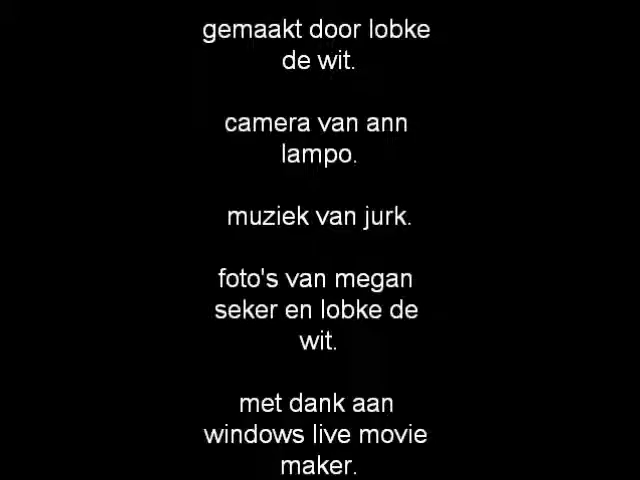 gemaakt door lobke
de wit.
camera van ann
lampo.
muziek van jurk.
foto's van megan
seker en lobke de
wit.
met dank aan
windows live movie
maker.